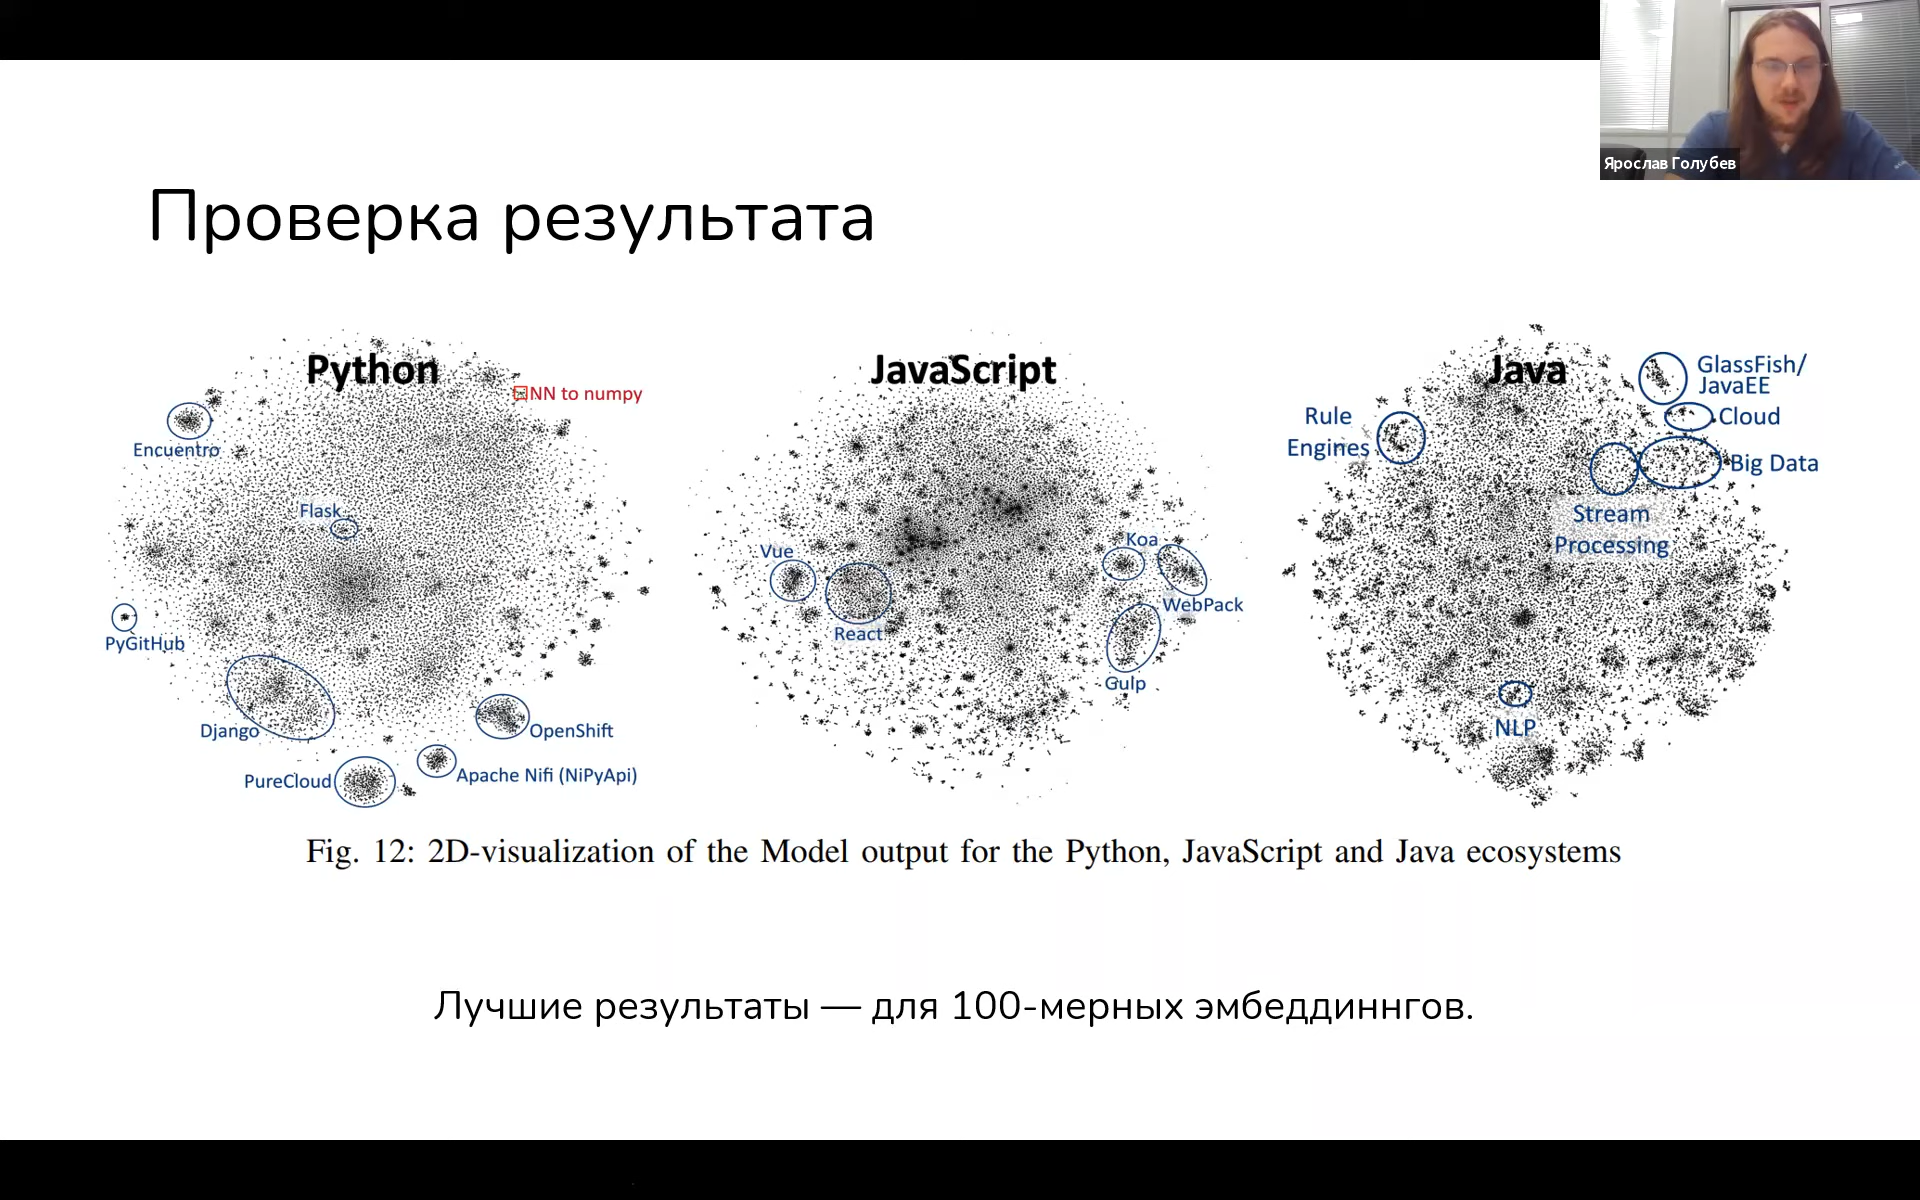 Ярослав Голубев
Проверка результата
Python
NN to numpy
Encuentro
Flask
PyGitHub
Django
OpenShift
PureCloud
Apache Nifi (NiPyApi)
JavaScript
Vue
React
Koa
WebPack
Gulp
Java
GlassFish/
JavaEE
Cloud
Rule
Engines
Big Data
Stream
Processing
NLP
Fig. 12: 2D-visualization of the Model output for the Python, JavaScript and Java ecosystems
Лучшие результаты — для 100-мерных эмбеддиннгов.